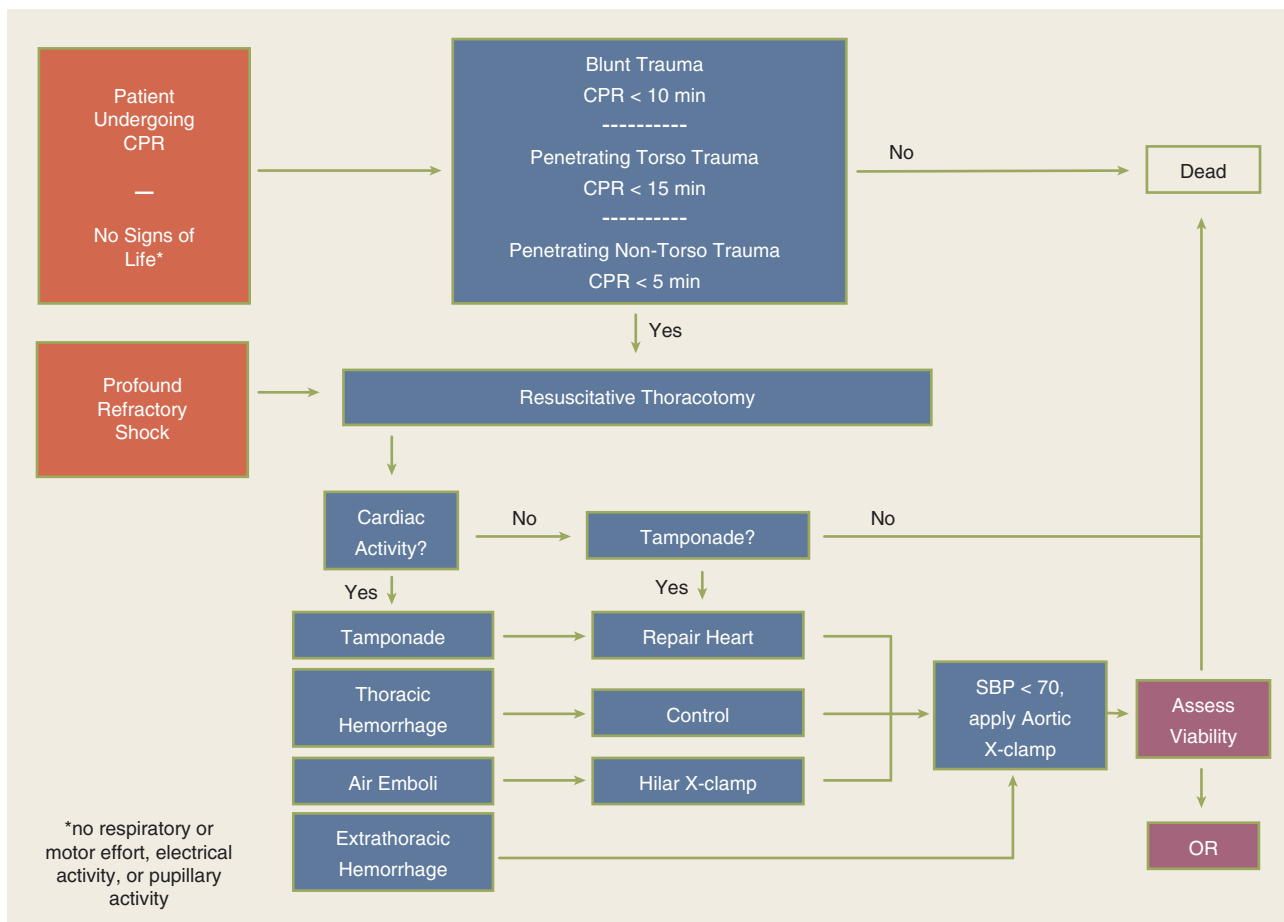 Patient
Undergoing
CPR
—
No Signs of
Life*
Blunt Trauma
CPR < 10 min
----------
Penetrating Torso Trauma
CPR < 15 min
----------
Penetrating Non-Torso Trauma
CPR < 5 min
No
Dead
Yes
Profound
Refractory
Shock
Resuscitative Thoracotomy
Cardiac
Activity?
No
Tamponade?
No
Yes
Yes
Tamponade
Repair Heart
Thoracic
Hemorrhage
Control
SBP < 70,
apply Aortic
X-clamp
Assess
Viability
Air Emboli
Hilar X-clamp
Extrathoracic
Hemorrhage
OR
*no respiratory or
motor effort, electrical
activity, or pupillary
activity